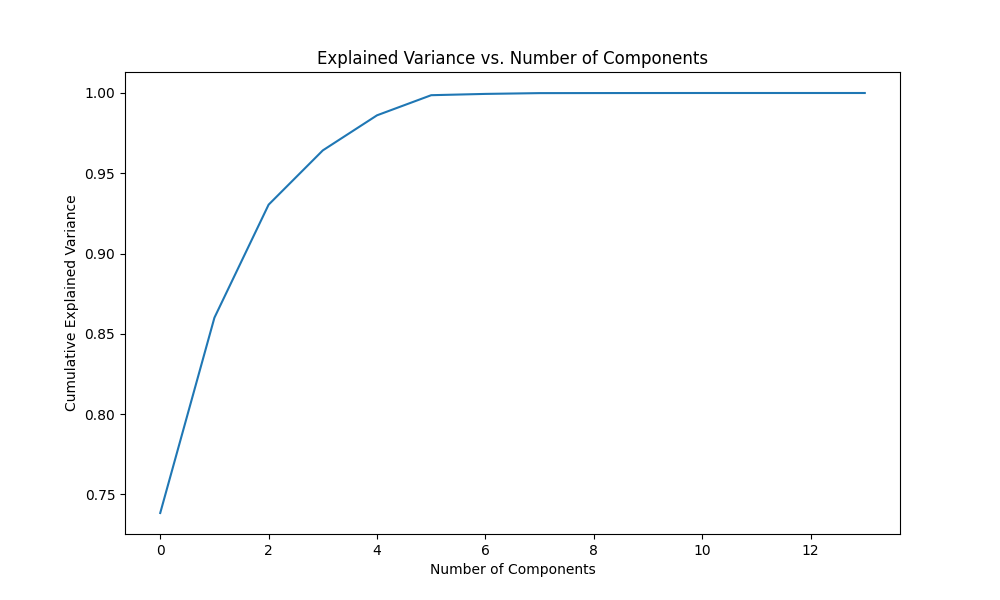 Explained Variance vs. Number of Components
1.00
0.95
0.90
0.85
0.80
0.75
Cumulative Explained Variance
0 2 4 6 8 10 12
Number of Components